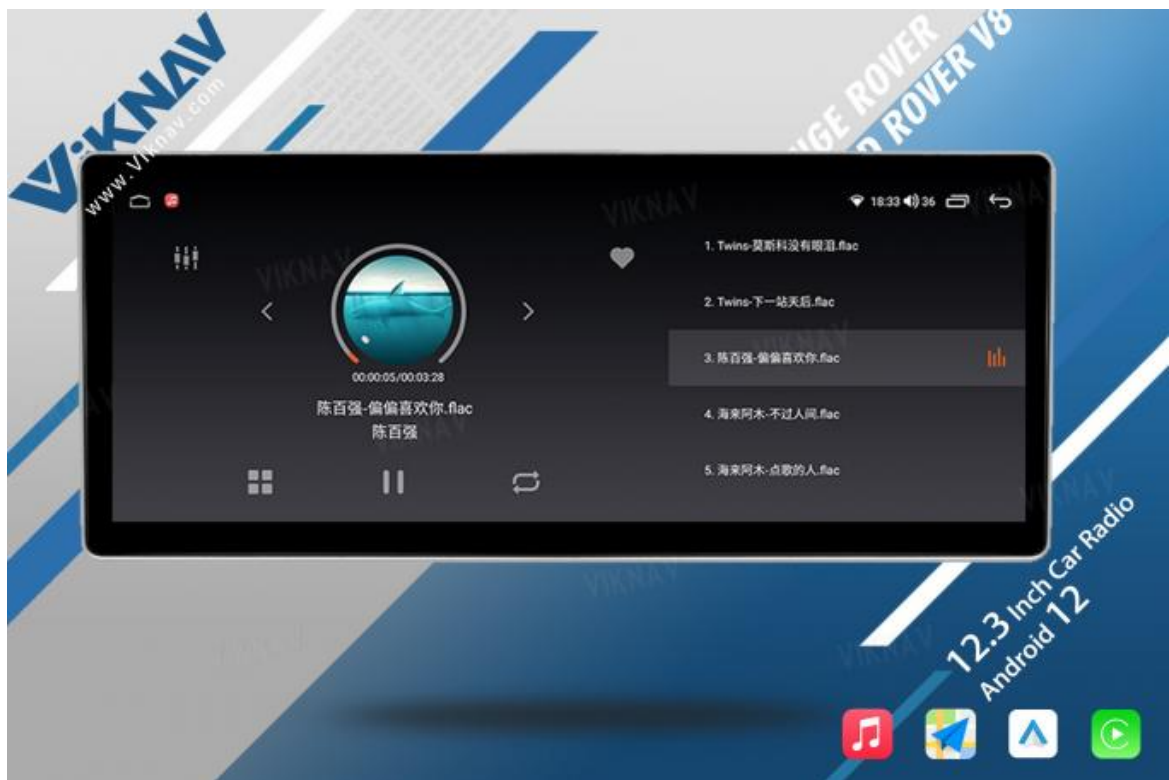 ViKNAV
www.Viknav.com
ROVER
ROVER V8
VIKNAV
VIKNAV
18:33
36
1. Twins-莫斯科没有眼泪.flac
2. Twins-下一站天后.flac
3. 陈百强-偏偏喜欢你.flac
4. 海来阿木-不过人间.flac
5. 海来阿木-点歌的人.flac
00:00:05/00:03:28
陈百强-偏偏喜欢你.flac
陈百强
VIKNAV
VIKNAV
12.3 Inch Car Radio
Android 12